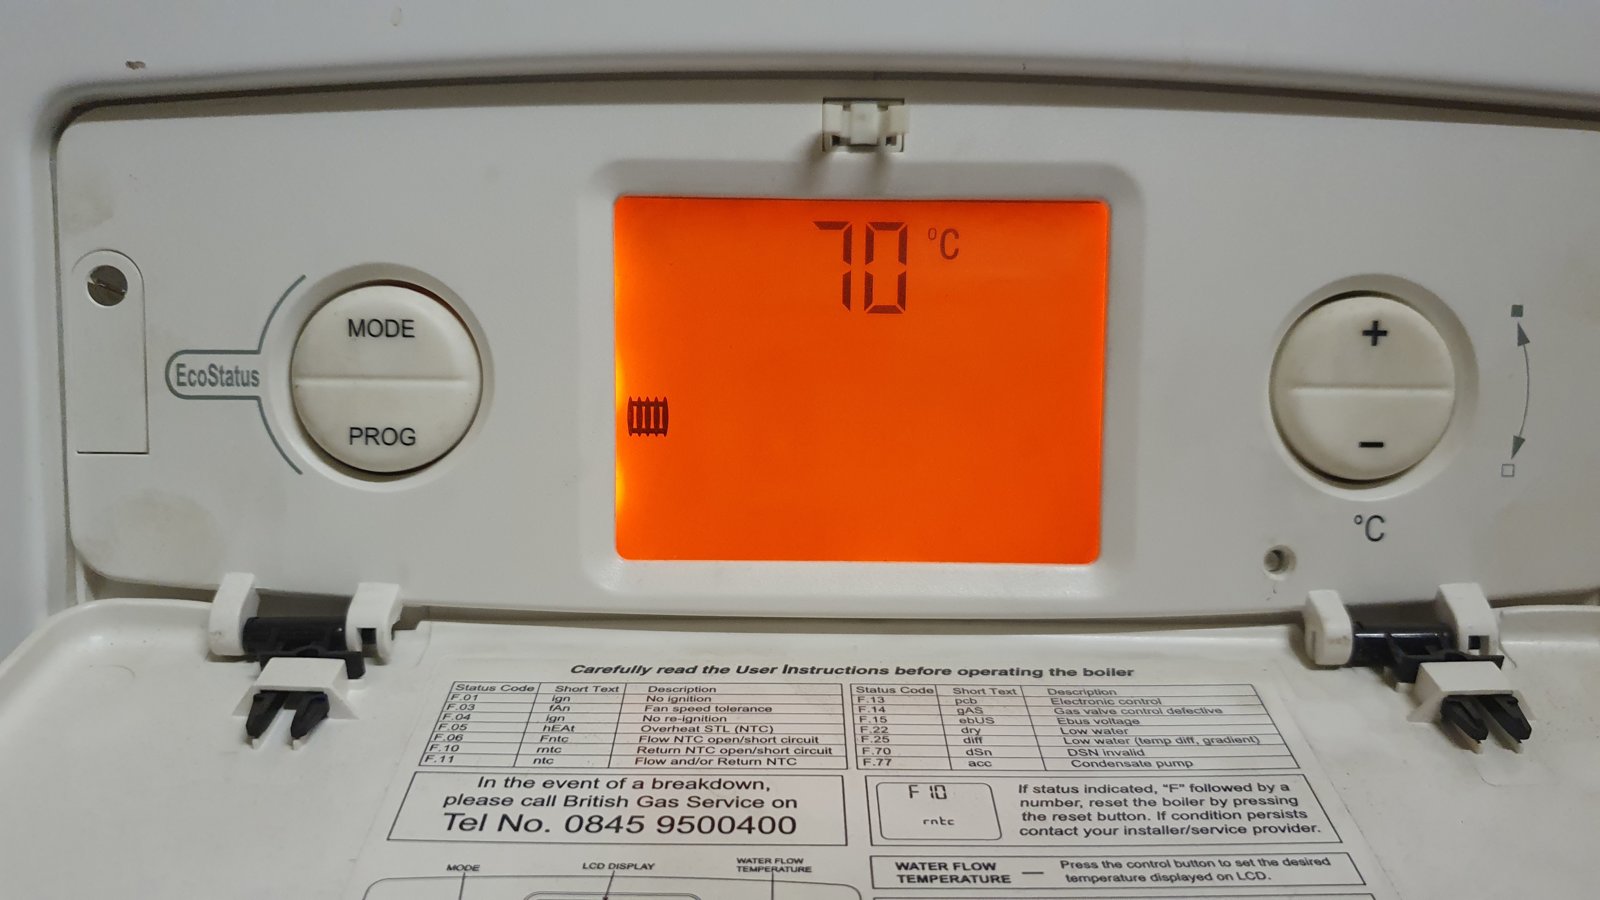 70 °C
MODE
EcoStatus
PROG
+
−
°C
Carefully read the User Instructions before operating the boiler
Status Code Short Text Description
F.01 ign No ignition
F.03 fAn Fan speed tolerance
F.04 ign No re-ignition
F.05 hEAt Overheat STL (NTC)
F.06 Fntc Flow NTC open/short circuit
F.10 rntc Return NTC open/short circuit
F.11 ntc Flow and/or Return NTC
Status Code Short Text Description
F.13 pcb Electronic control
F.14 gAS Gas valve control defective
F.15 ebUS Ebus voltage
F.22 dry Low water
F.25 diff Low water (temp diff, gradient)
F.70 dSn DSN invalid
F.77 acc Condensate pump
In the event of a breakdown,
please call British Gas Service on
Tel No. 0845 9500400
F 10
rntc
If status indicated, “F” followed by a
number, reset the boiler by pressing
the reset button. If condition persists
contact your installer/service provider.
MODE
LCD DISPLAY
WATER FLOW
TEMPERATURE
WATER FLOW
TEMPERATURE —
Press the control button to set the desired
temperature displayed on LCD.